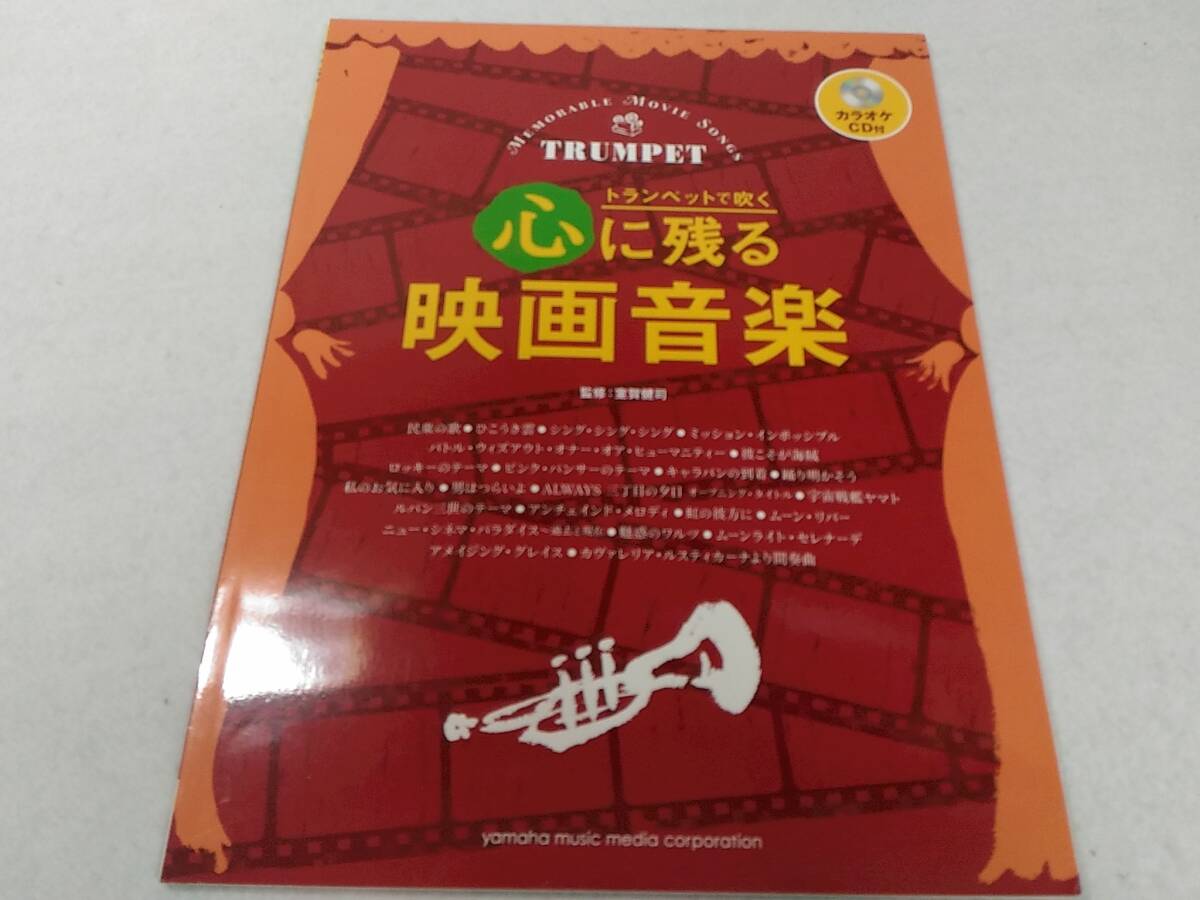 MEMORABLE MOVIE SONGS
TRUMPET
カラオケ
CD付
トランペットで吹く
心に残る
映画音楽
監修:室賀健司
民衆の歌●ひこうき雲●シング・シング・シング●ミッション・インポッシブル
バトル・ウィズアウト・オナー・オア・ヒューマニティー●彼こそが海賊
ロッキーのテーマ●ピンク・パンサーのテーマ●キャラバンの到着●踊り明かそう
私のお気に入り●男はつらいよ●ALWAYS 三丁目の夕日 オープニング・タイトル●宇宙戦艦ヤマト
ルパン三世のテーマ●アンチェインド・メロディ●虹の彼方に●ムーン・リバー
ニュー・シネマ・パラダイス●魅惑のワルツ●ムーンライト・セレナーデ
アメイジング・グレイス●カヴァレリア・ルスティカーナより間奏曲
yamaha music media corporation